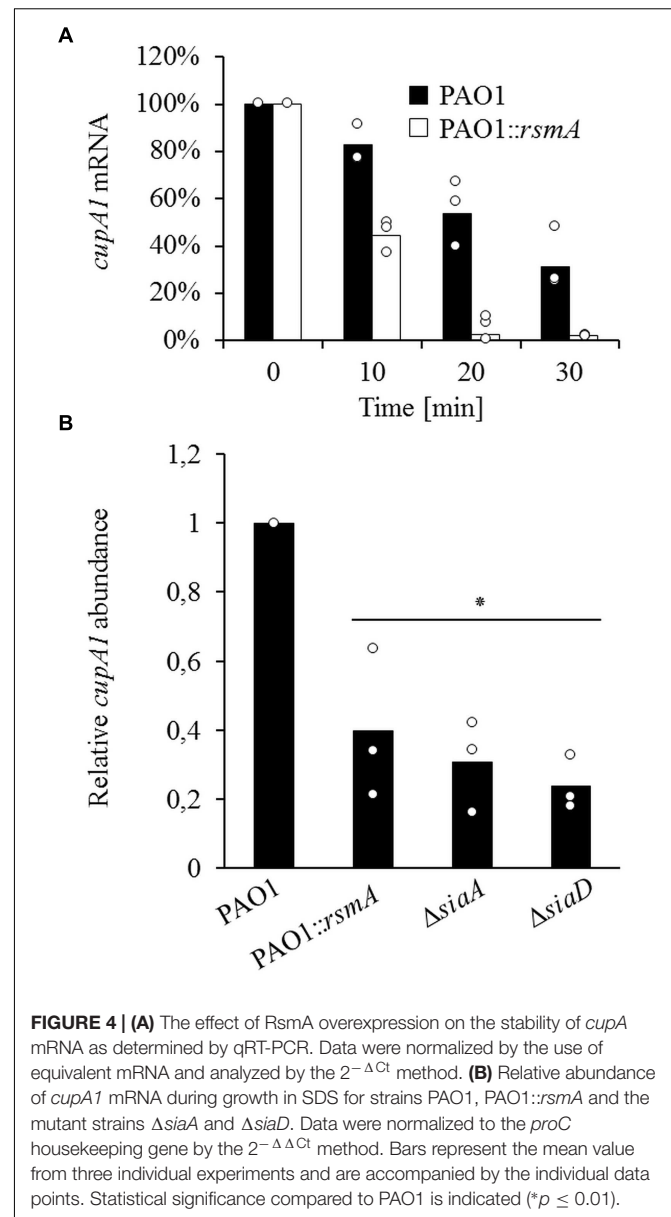 A
120%
100%
80%
60%
40%
20%
0%
cupA1 mRNA
PAO1
PAO1::rsmA
0 10 20 30
Time [min]
B
1,2
1
0,8
0,6
0,4
0,2
0
Relative cupA1 abundance
*
PAO1
PAO1::rsmA
ΔsiaA
ΔsiaD
FIGURE 4 | (A) The effect of RsmA overexpression on the stability of cupA
mRNA as determined by qRT-PCR. Data were normalized by the use of
equivalent mRNA and analyzed by the 2^−ΔCt method. (B) Relative abundance
of cupA1 mRNA during growth in SDS for strains PAO1, PAO1::rsmA and the
mutant strains ΔsiaA and ΔsiaD. Data were normalized to the proC
housekeeping gene by the 2^−ΔΔCt method. Bars represent the mean value
from three individual experiments and are accompanied by the individual data
points. Statistical significance compared to PAO1 is indicated (*p ≤ 0.01).